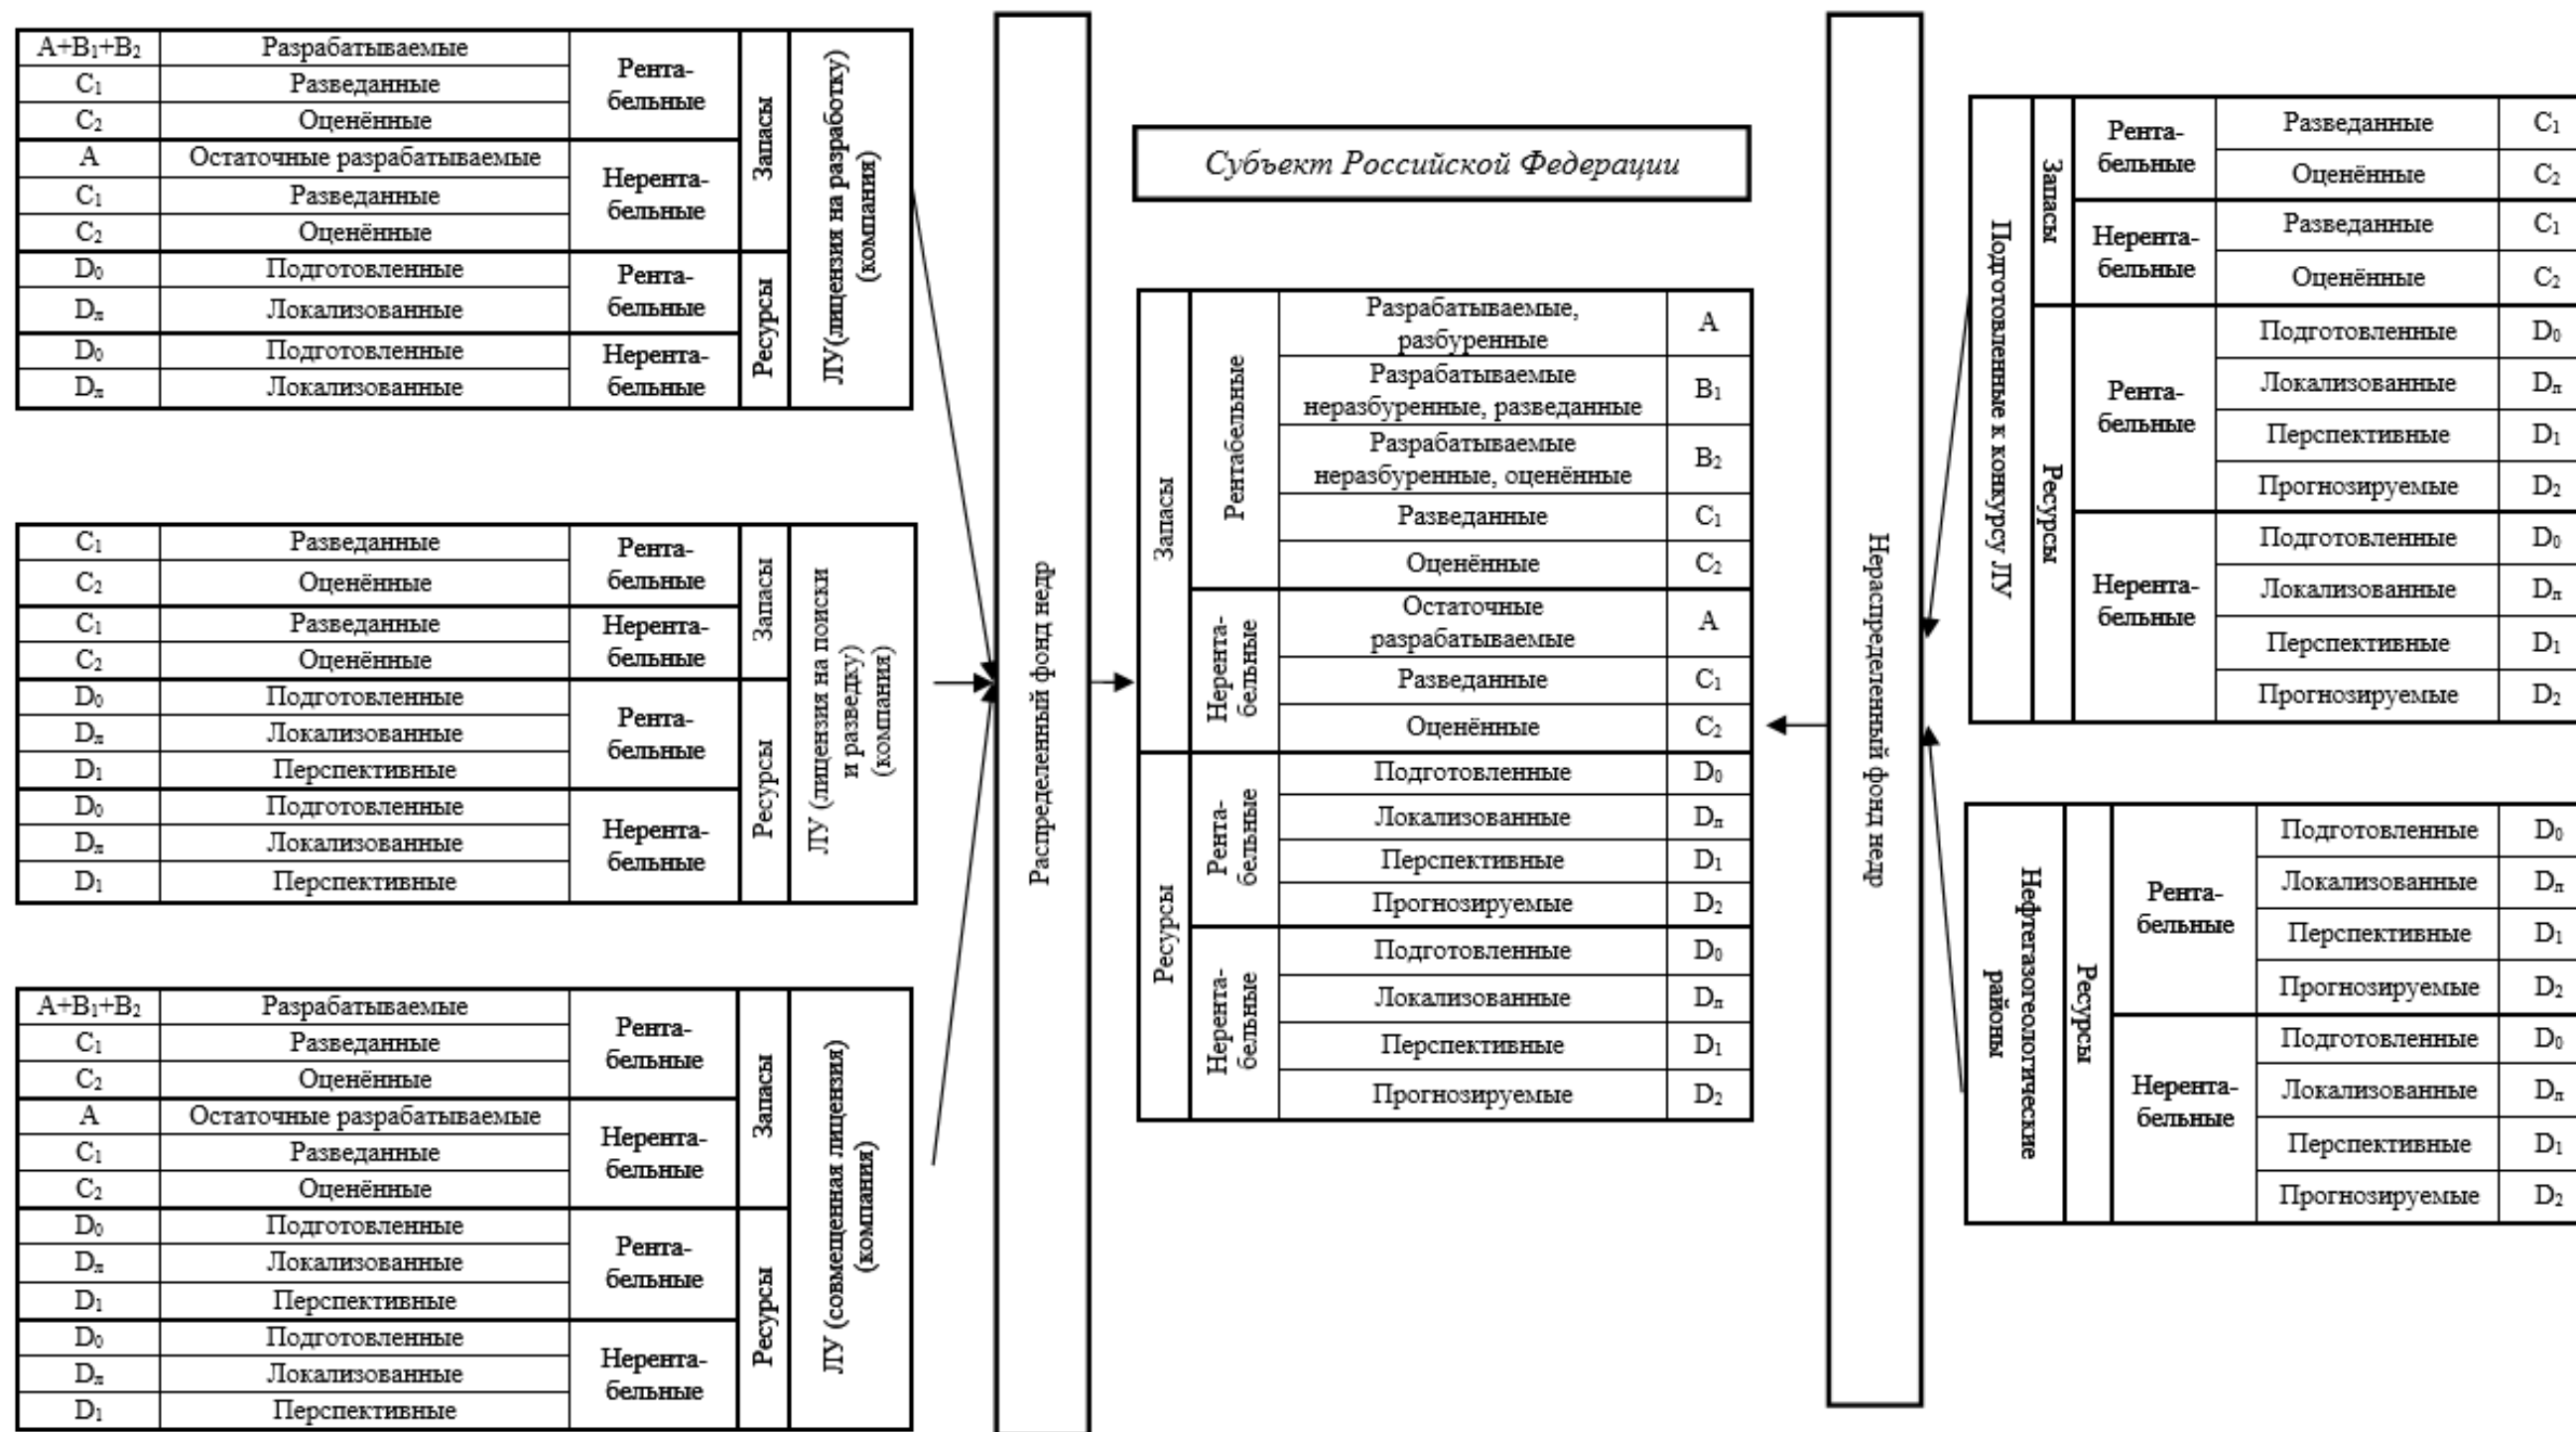 A+B₁+B₂ Разрабатываемые
C₁ Разведанные
C₂ Оценённые
Рента-
бельные
A Остаточные разрабатываемые
C₁ Разведанные
C₂ Оценённые
Нерента-
бельные
Запасы
D₀ Подготовленные
Dл Локализованные
Рента-
бельные
D₀ Подготовленные
Dл Локализованные
Нерента-
бельные
Ресурсы
ЛУ(лицензия на разработку)
(компания)
C₁ Разведанные
C₂ Оценённые
Рента-
бельные
C₁ Разведанные
C₂ Оценённые
Нерента-
бельные
Запасы
D₀ Подготовленные
Dл Локализованные
D₁ Перспективные
Рента-
бельные
D₀ Подготовленные
Dл Локализованные
D₁ Перспективные
Нерента-
бельные
Ресурсы
ЛУ (лицензия на поиски
и разведку)
(компания)
A+B₁+B₂ Разрабатываемые
C₁ Разведанные
C₂ Оценённые
Рента-
бельные
A Остаточные разрабатываемые
C₁ Разведанные
C₂ Оценённые
Нерента-
бельные
Запасы
D₀ Подготовленные
Dл Локализованные
D₁ Перспективные
Рента-
бельные
D₀ Подготовленные
Dл Локализованные
D₁ Перспективные
Нерента-
бельные
Ресурсы
ЛУ (совмещенная лицензия)
(компания)
Распределенный фонд недр
Субъект Российской Федерации
Запасы
Рентабельные
Разрабатываемые,
разбуренные A
Разрабатываемые
неразбуренные, разведанные B₁
Разрабатываемые
неразбуренные, оценённые B₂
Разведанные C₁
Оценённые C₂
Нерента-
бельные
Остаточные
разрабатываемые A
Разведанные C₁
Оценённые C₂
Ресурсы
Рента-
бельные
Подготовленные D₀
Локализованные Dл
Перспективные D₁
Прогнозируемые D₂
Нерента-
бельные
Подготовленные D₀
Локализованные Dл
Перспективные D₁
Прогнозируемые D₂
Нераспределенный фонд недр
Подготовленные к конкурсу ЛУ
Запасы
Рента-
бельные
Разведанные C₁
Оценённые C₂
Нерента-
бельные
Разведанные C₁
Оценённые C₂
Ресурсы
Рента-
бельные
Подготовленные D₀
Локализованные Dл
Перспективные D₁
Прогнозируемые D₂
Нерента-
бельные
Подготовленные D₀
Локализованные Dл
Перспективные D₁
Прогнозируемые D₂
Нефтегазогеологические
районы
Ресурсы
Рента-
бельные
Подготовленные D₀
Локализованные Dл
Перспективные D₁
Прогнозируемые D₂
Нерента-
бельные
Подготовленные D₀
Локализованные Dл
Перспективные D₁
Прогнозируемые D₂